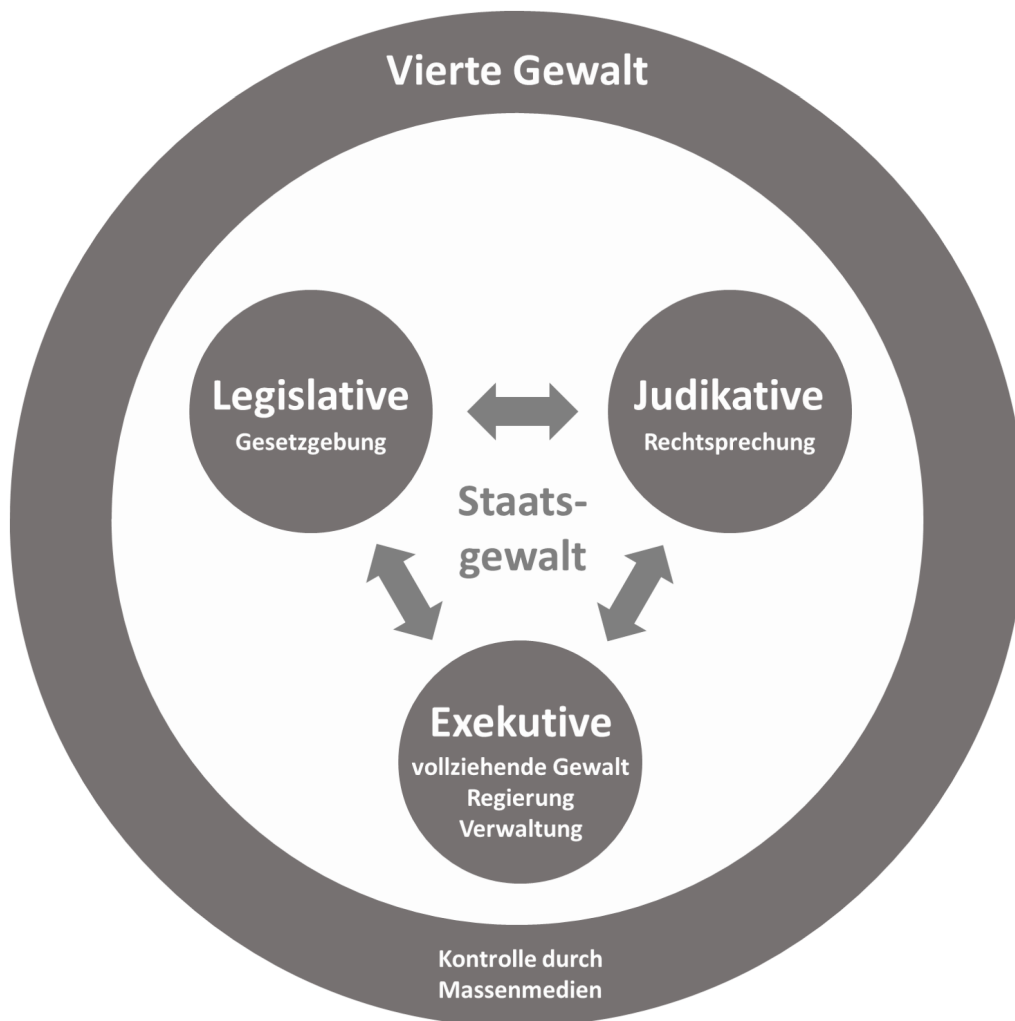 Vierte Gewalt
Legislative
Gesetzgebung
Judikative
Rechtsprechung
Staats-
gewalt
Exekutive
vollziehende Gewalt
Regierung
Verwaltung
Kontrolle durch
Massenmedien